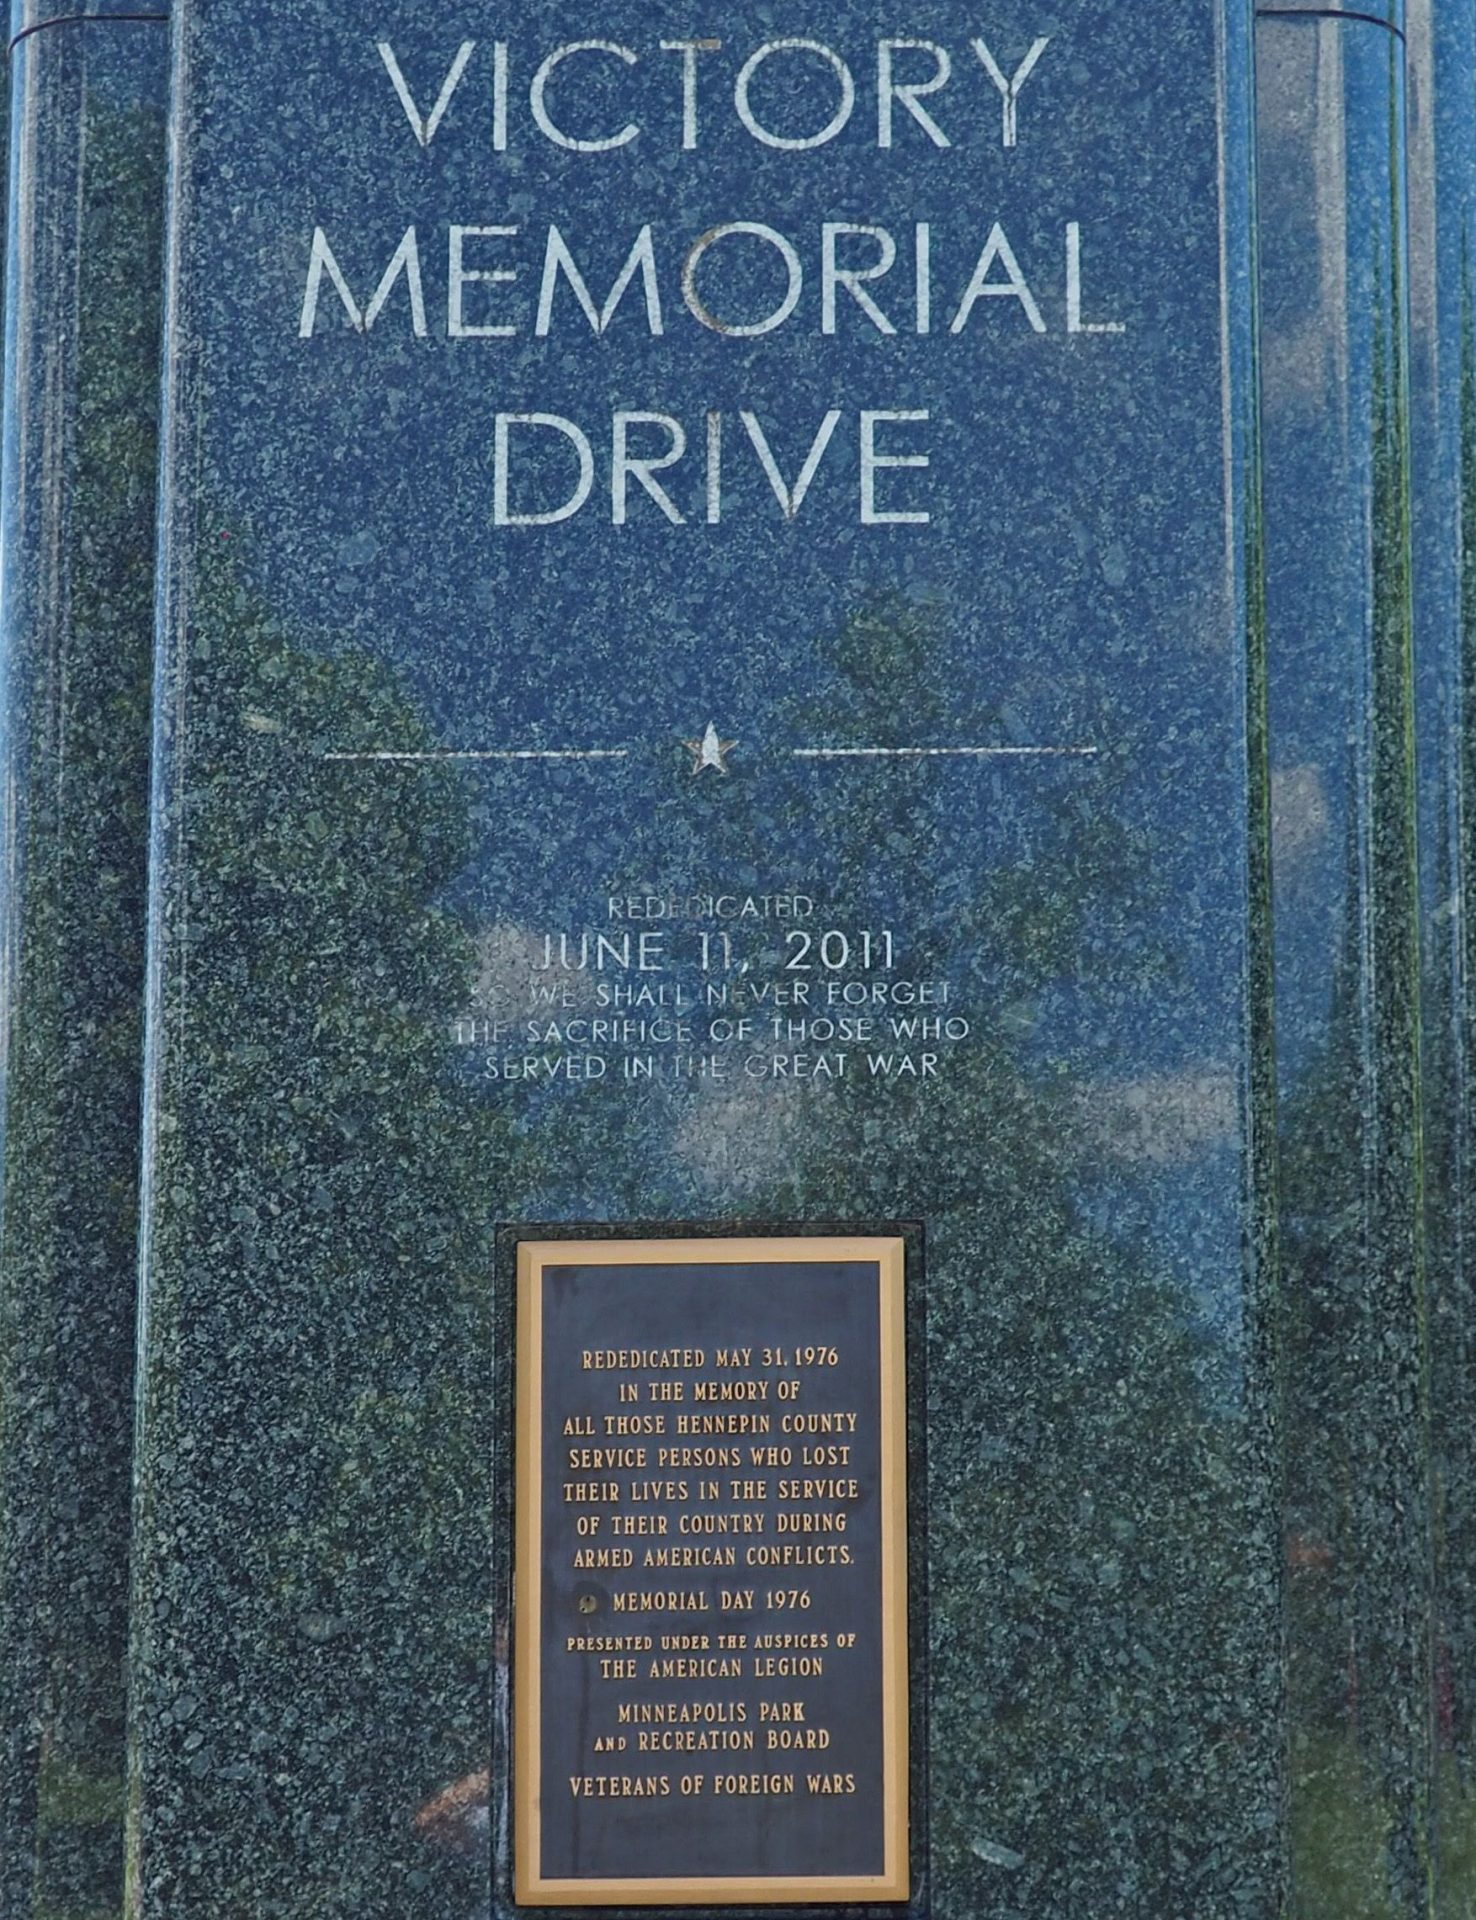 VICTORY
MEMORIAL
DRIVE
REDEDICATED
JUNE 11, 2011
SO WE SHALL NEVER FORGET
THE SACRIFICE OF THOSE WHO
SERVED IN THE GREAT WAR
REDEDICATED MAY 31, 1976
IN THE MEMORY OF
ALL THOSE HENNEPIN COUNTY
SERVICE PERSONS WHO LOST
THEIR LIVES IN THE SERVICE
OF THEIR COUNTRY DURING
ARMED AMERICAN CONFLICTS.
MEMORIAL DAY 1976
PRESENTED UNDER THE AUSPICES OF
THE AMERICAN LEGION
MINNEAPOLIS PARK
AND RECREATION BOARD
VETERANS OF FOREIGN WARS